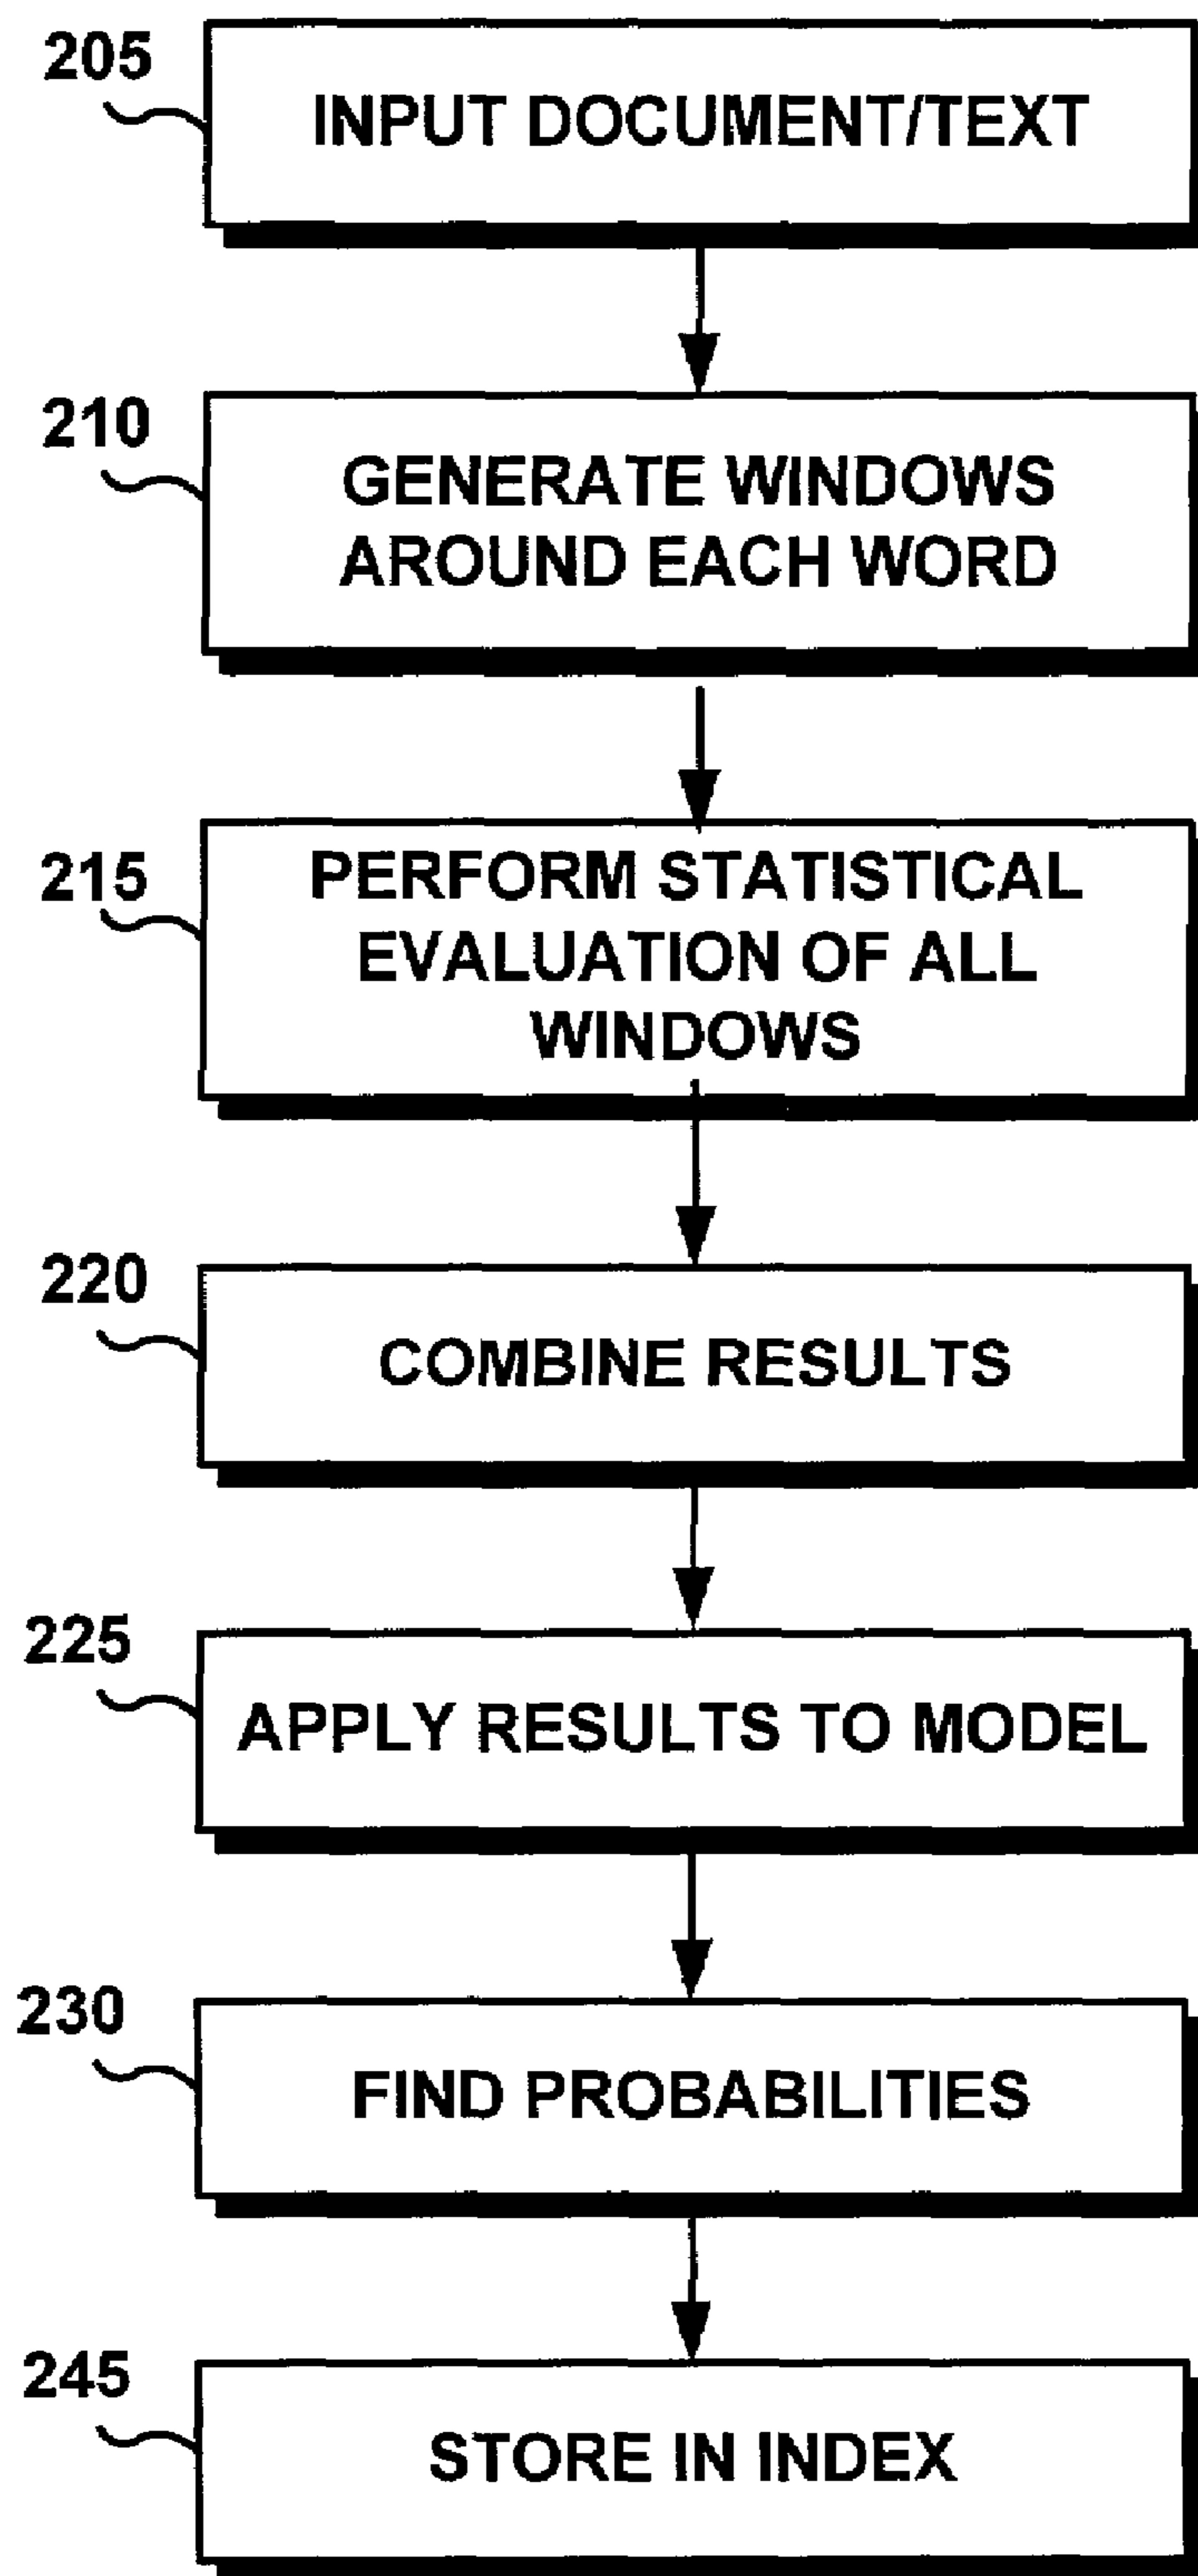 205
INPUT DOCUMENT/TEXT
210
GENERATE WINDOWS
AROUND EACH WORD
215
PERFORM STATISTICAL
EVALUATION OF ALL
WINDOWS
220
COMBINE RESULTS
225
APPLY RESULTS TO MODEL
230
FIND PROBABILITIES
245
STORE IN INDEX